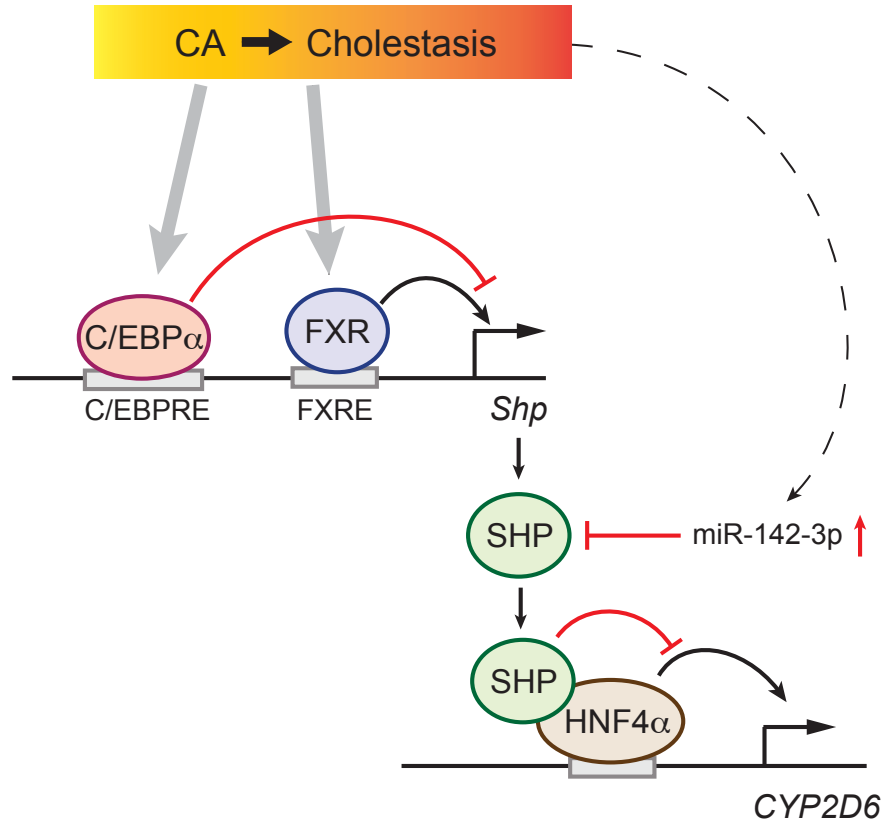 CA → Cholestasis
C/EBPα
FXR
C/EBPRE
FXRE
Shp
SHP
miR-142-3p
SHP
HNF4α
CYP2D6